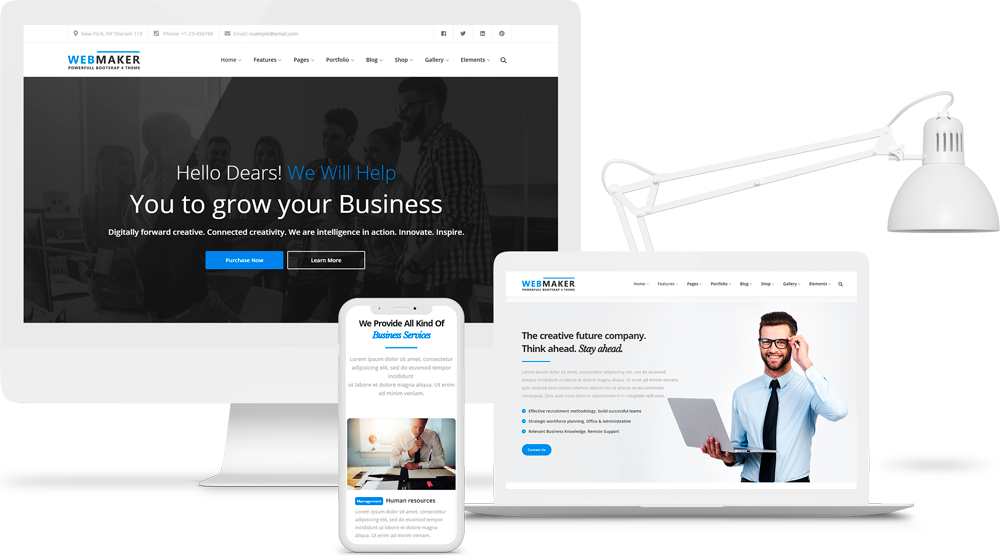 New York, NY Sheram 113 Phone: +1-23-456780 Email: example@email.com
WEBMAKER
POWERFULL BOOTSRAP 4 THEME
Home Features Pages Portfolio Blog Shop Gallery Elements
Hello Dears! We Will Help
You to grow your Business
Digitally forward creative. Connected creativity. We are intelligence in action. Innovate. Inspire.
Purchase Now Learn More
We Provide All Kind Of
Business Services
Lorem ipsum dolor sit amet, consectetur
adipisicing elit, sed do eiusmod tempor
incididunt
ut labore et dolore magna aliqua. Ut enim
ad minim veniam.
Management Human resources
Lorem ipsum dolor sit amet, consectetur
adipisicing elit, sed do eiusmod tempor
incididunt ut labore et dolore magna
aliqua. Ut enim ad minim veniam.
WEBMAKER
POWERFULL BOOTSRAP 4 THEME
Home Features Pages Portfolio Blog Shop Gallery Elements
The creative future company.
Think ahead. Stay ahead.
Lorem ipsum dolor sit amet, consectetur adipisicing elit, sed do eiusmod tempor
incididunt ut labore et dolore magna aliqua. Ut enim ad minim veniam,
quis nostrud exercitation ullamco laboris nisi ut aliquip ex ea commodo
consequat. Duis aute irure dolor in reprehenderit in voluptate velit esse.
Effective recruitment methodology, build successful teams
Strategic workforce planning, Office & Administrative
Relevant Business Knowledge, Remote Support
Contact Us